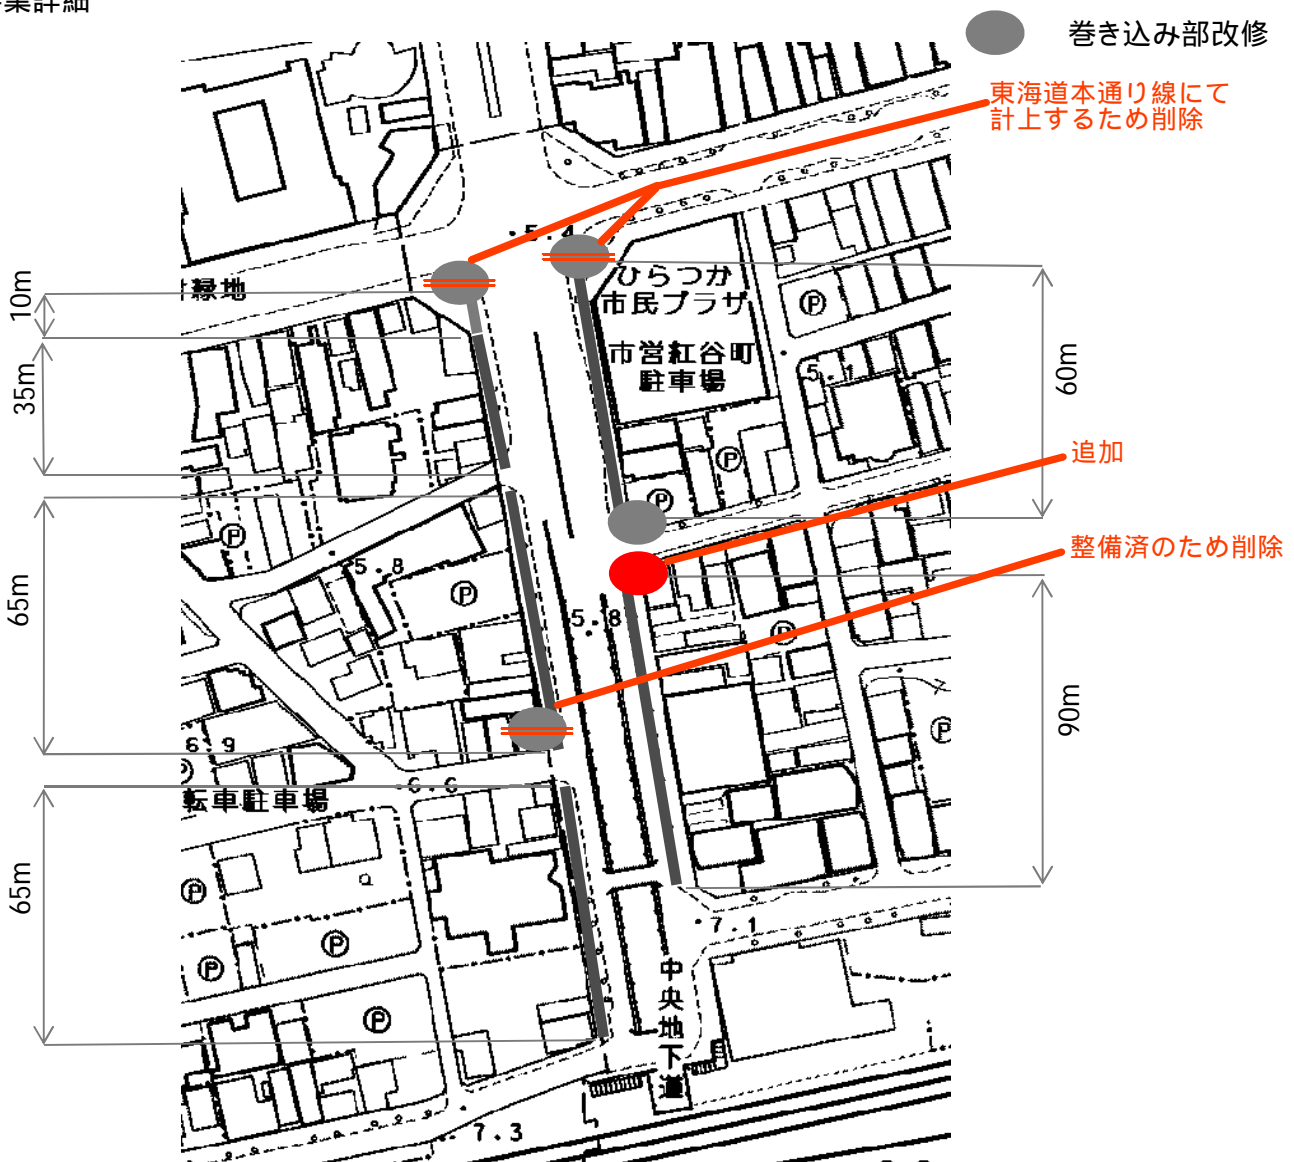 業詳細
巻き込み部改修
東海道本通り線にて
計上するため削除
5.4
ひらつか
市民プラザ
緑地
10m
P
市営紅谷町
駐車場
5.1
35m
60m
追加
P
P
P
整備済のため削除
5.8
P
65m
5.8
P
90m
6.9
P
P
6.6
転車駐車場
65m
P
7.1
P
P
中央地下道
P
7.3